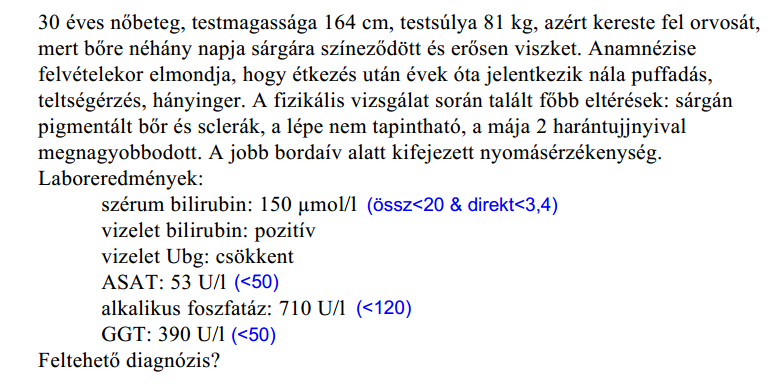 30 éves nőbeteg, testmagassága 164 cm, testsúlya 81 kg, azért kereste fel orvosát,
mert bőre néhány napja sárgára színeződött és erősen viszket. Anamnézise
felvételekor elmondja, hogy étkezés után évek óta jelentkezik nála puffadás,
teltségérzés, hányinger. A fizikális vizsgálat során talált főbb eltérések: sárgán
pigmentált bőr és sclerák, a lépe nem tapintható, a mája 2 harántujjnyival
megnagyobbodott. A jobb bordaív alatt kifejezett nyomásérzékenység.
Laboreredmények:
szérum bilirubin: 150 μmol/l (össz<20 & direkt<3,4)
vizelet bilirubin: pozitív
vizelet Ubg: csökkent
ASAT: 53 U/l (<50)
alkalikus foszfatáz: 710 U/l (<120)
GGT: 390 U/l (<50)
Feltehető diagnózis?